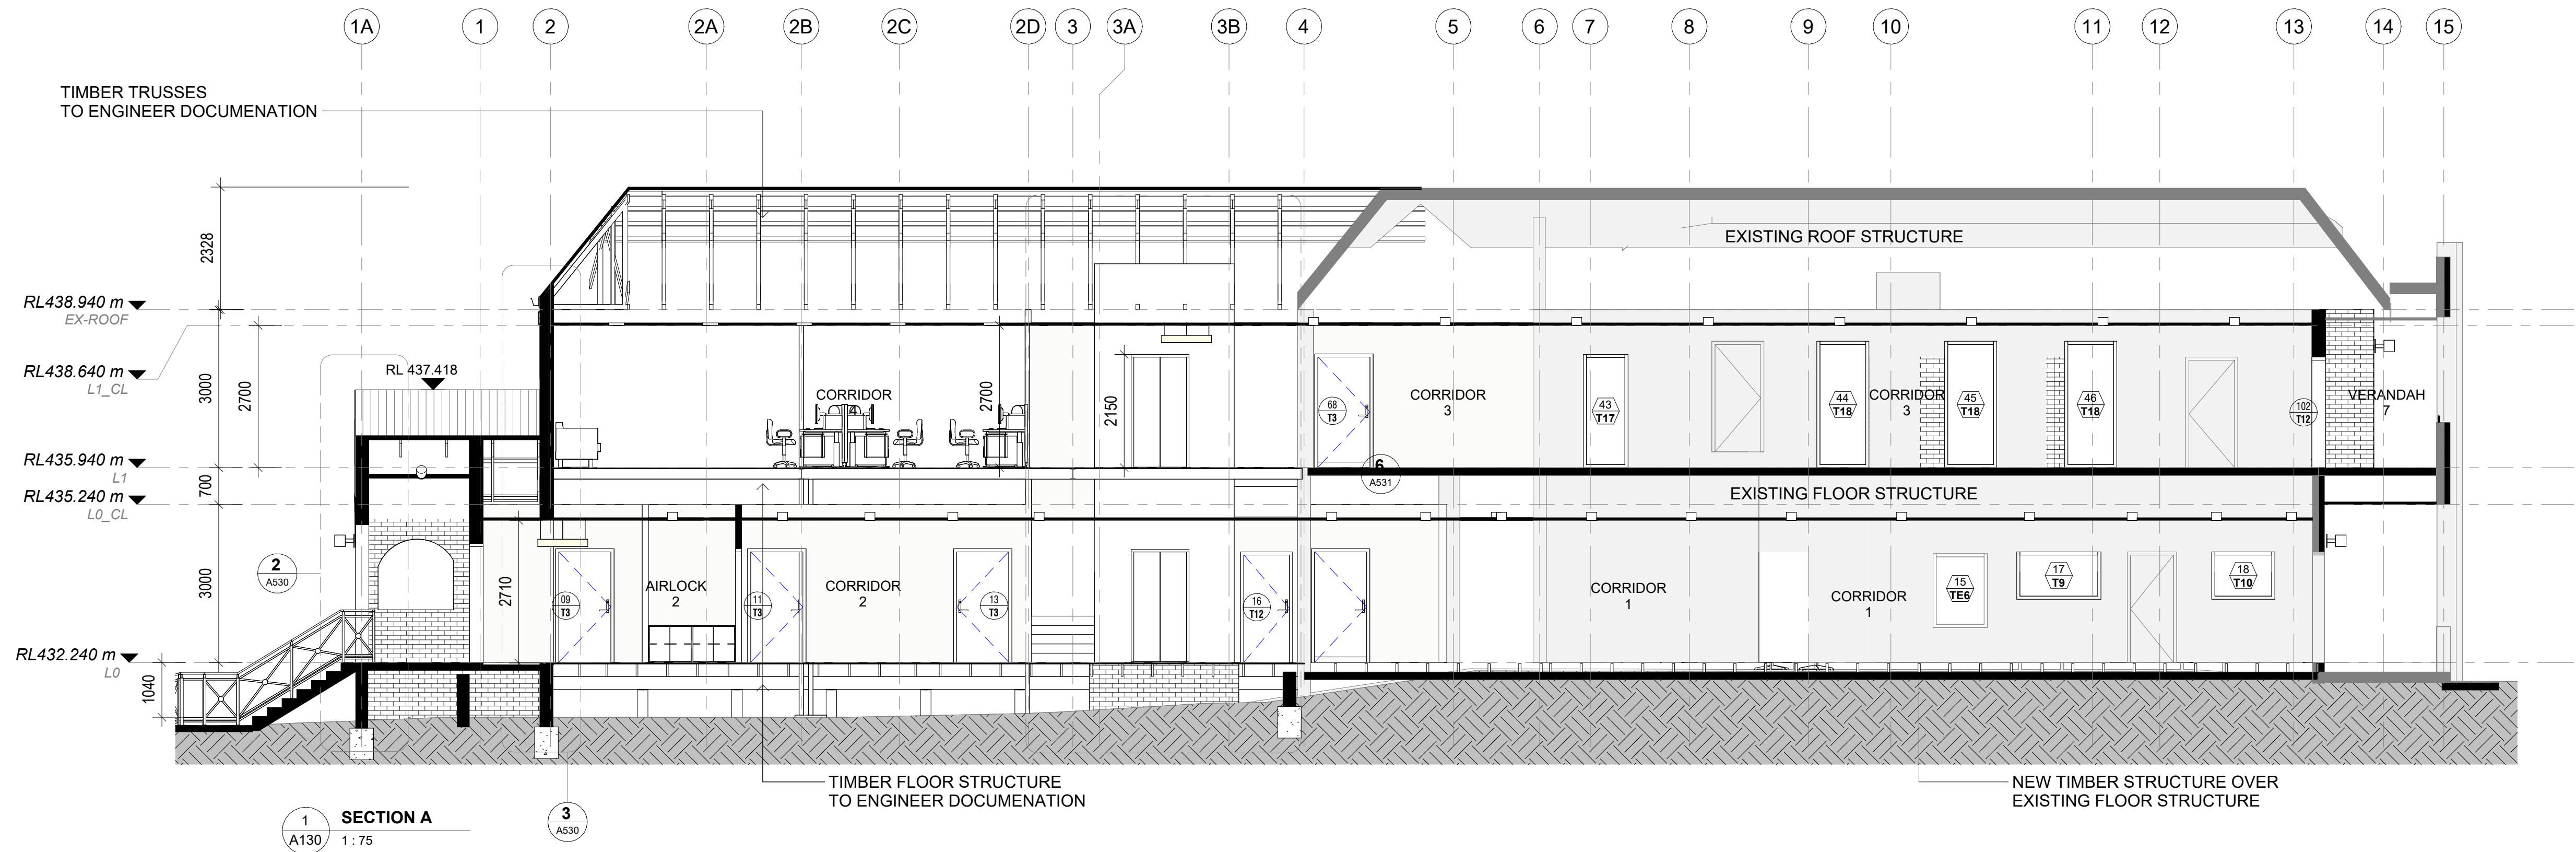 1A 1 2 2A 2B 2C 2D 3 3A 3B 4 5 6 7 8 9 10 11 12 13 14 15
TIMBER TRUSSES
TO ENGINEER DOCUMENATION
2328
EXISTING ROOF STRUCTURE
RL438.940 m
EX-ROOF
RL438.640 m
L1_CL
RL 437.418
3000
2700
CORRIDOR
2700
2150
68
T3
CORRIDOR
3
43
T17
44
T18
CORRIDOR
3
45
T18
46
T18
102
T12
VERANDAH
7
RL435.940 m
L1
6
A531
700
RL435.240 m
L0_CL
EXISTING FLOOR STRUCTURE
2
A530
3000
2710
09
T3
AIRLOCK
2
11
T3
CORRIDOR
2
13
T3
16
T12
CORRIDOR
1
CORRIDOR
1
15
TE6
17
T9
18
T10
RL432.240 m
L0
1040
TIMBER FLOOR STRUCTURE
TO ENGINEER DOCUMENATION
NEW TIMBER STRUCTURE OVER
EXISTING FLOOR STRUCTURE
3
A530
1
A130
SECTION A
1 : 75